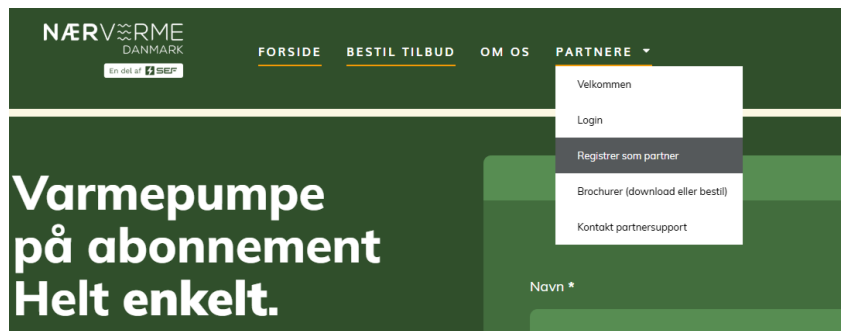 NÆRVÆRME
DANMARK
En del af SEF
FORSIDE BESTIL TILBUD OM OS PARTNERE
Velkommen
Login
Registrer som partner
Brochurer (download eller bestil)
Kontakt partnersupport
Varmepumpe
på abonnement
Helt enkelt.
Navn *